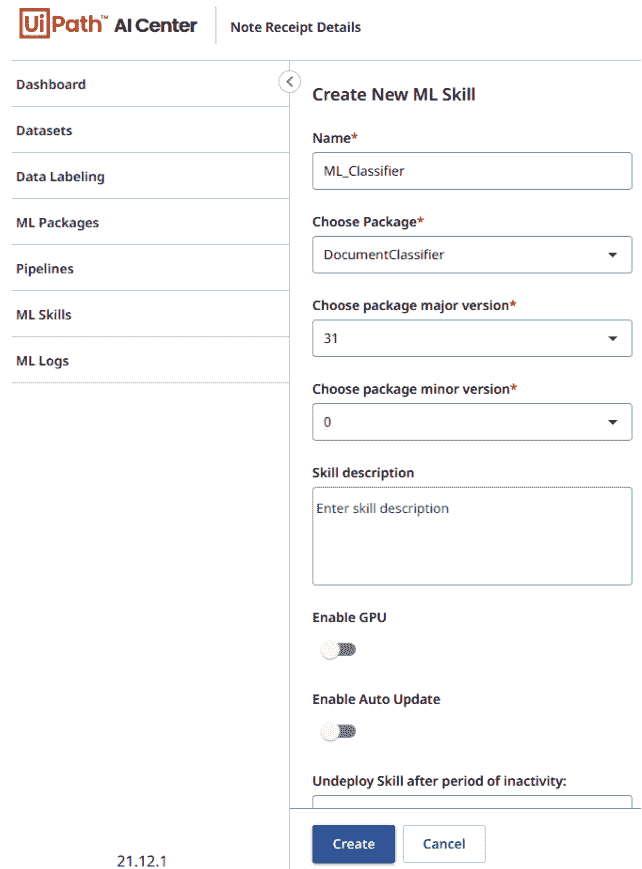 UiPath™ AI Center
Note Receipt Details
Dashboard
Datasets
Data Labeling
ML Packages
Pipelines
ML Skills
ML Logs
21.12.1
Create New ML Skill
Name*
ML_Classifier
Choose Package*
DocumentClassifier
Choose package major version*
31
Choose package minor version*
0
Skill description
Enter skill description
Enable GPU
Enable Auto Update
Undeploy Skill after period of inactivity:
Create
Cancel